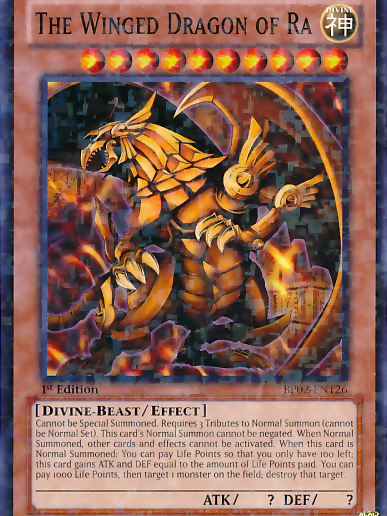 THE WINGED DRAGON OF RA
DIVINE
神
1st Edition
BP02-EN126
[DIVINE-BEAST/EFFECT]
Cannot be Special Summoned. Requires 3 Tributes to Normal Summon (cannot
be Normal Set). This card's Normal Summon cannot be negated. When Normal
Summoned, other cards and effects cannot be activated. When this card is
Normal Summoned: You can pay Life Points so that you only have 100 left;
this card gains ATK and DEF equal to the amount of Life Points paid. You can
pay 1000 Life Points, then target 1 monster on the field; destroy that target.
ATK/ ? DEF/ ?